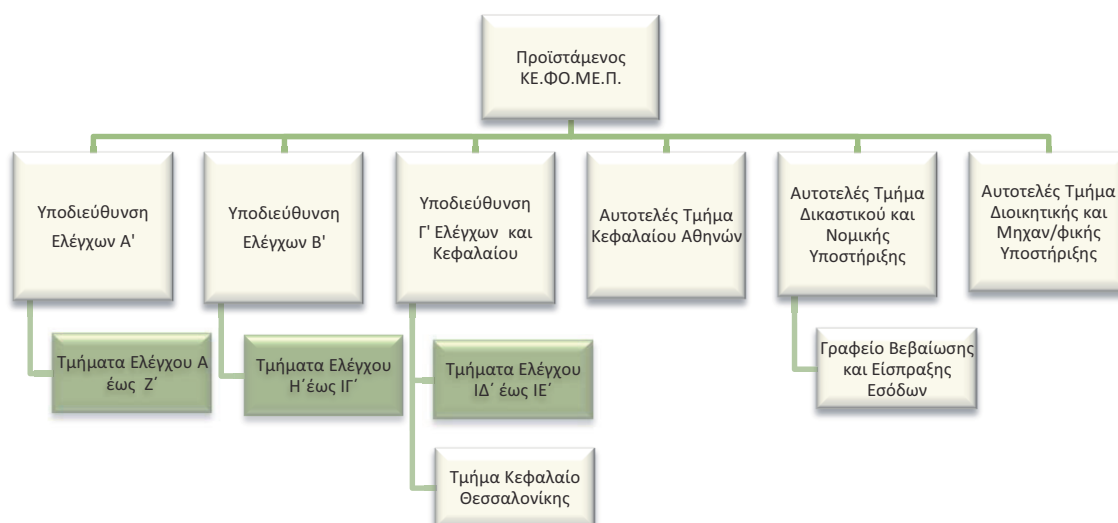 Προϊστάμενος
ΚΕ.ΦΟ.ΜΕ.Π.
Υποδιεύθυνση
Ελέγχων Α'
Υποδιεύθυνση
Ελέγχων Β'
Υποδιεύθυνση
Γ' Ελέγχων και
Κεφαλαίου
Αυτοτελές Τμήμα
Κεφαλαίου Αθηνών
Αυτοτελές Τμήμα
Δικαστικού και
Νομικής
Υποστήριξης
Αυτοτελές Τμήμα
Διοικητικής και
Μηχαν/φικής
Υποστήριξης
Τμήματα Ελέγχου Α
έως Ζ΄
Τμήματα Ελέγχου
Η΄έως ΙΓ΄
Τμήματα Ελέγχου
ΙΔ΄ έως ΙΕ΄
Γραφείο Βεβαίωσης
και Είσπραξης
Εσόδων
Τμήμα Κεφαλαίο
Θεσσαλονίκης